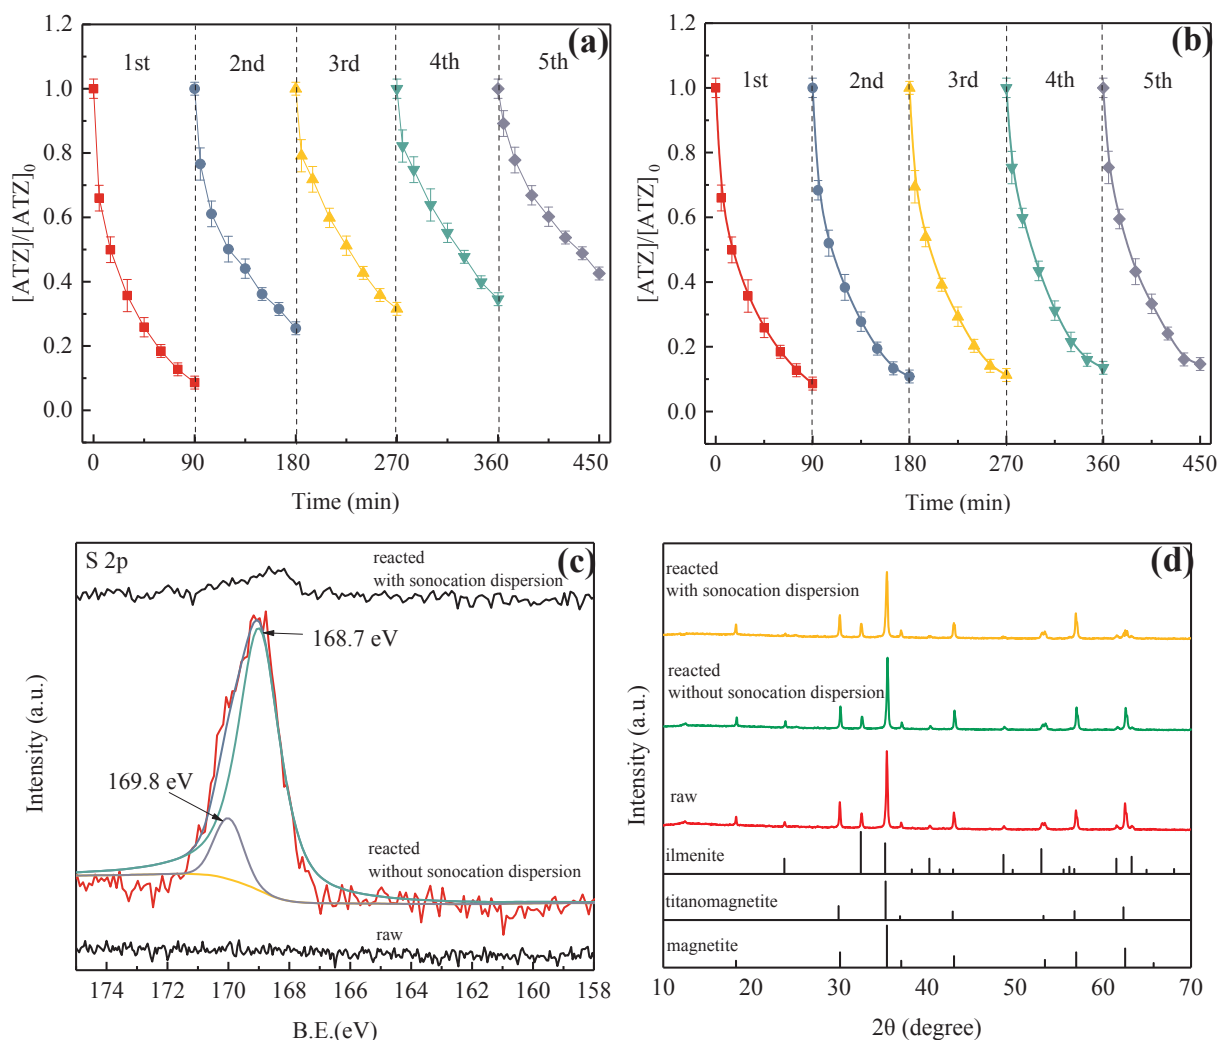 (a)
1st 2nd 3rd 4th 5th
1.2
1.0
0.8
0.6
0.4
0.2
0.0
[ATZ]/[ATZ]0
0 90 180 270 360 450
Time (min)
(b)
1st 2nd 3rd 4th 5th
1.2
1.0
0.8
0.6
0.4
0.2
0.0
[ATZ]/[ATZ] 0
0 90 180 270 360 450
Time (min)
(c)
S 2p
reacted
with sonocation dispersion
168.7 eV
169.8 eV
reacted
without sonocation dispersion
raw
Intensity (a.u.)
174 172 170 168 166 164 162 160 158
B.E.(eV)
(d)
reacted
with sonocation dispersion
reacted
without sonocation dispersion
raw
ilmenite
titanomagnetite
magnetite
Intensity (a.u.)
10 20 30 40 50 60 70
2θ (degree)